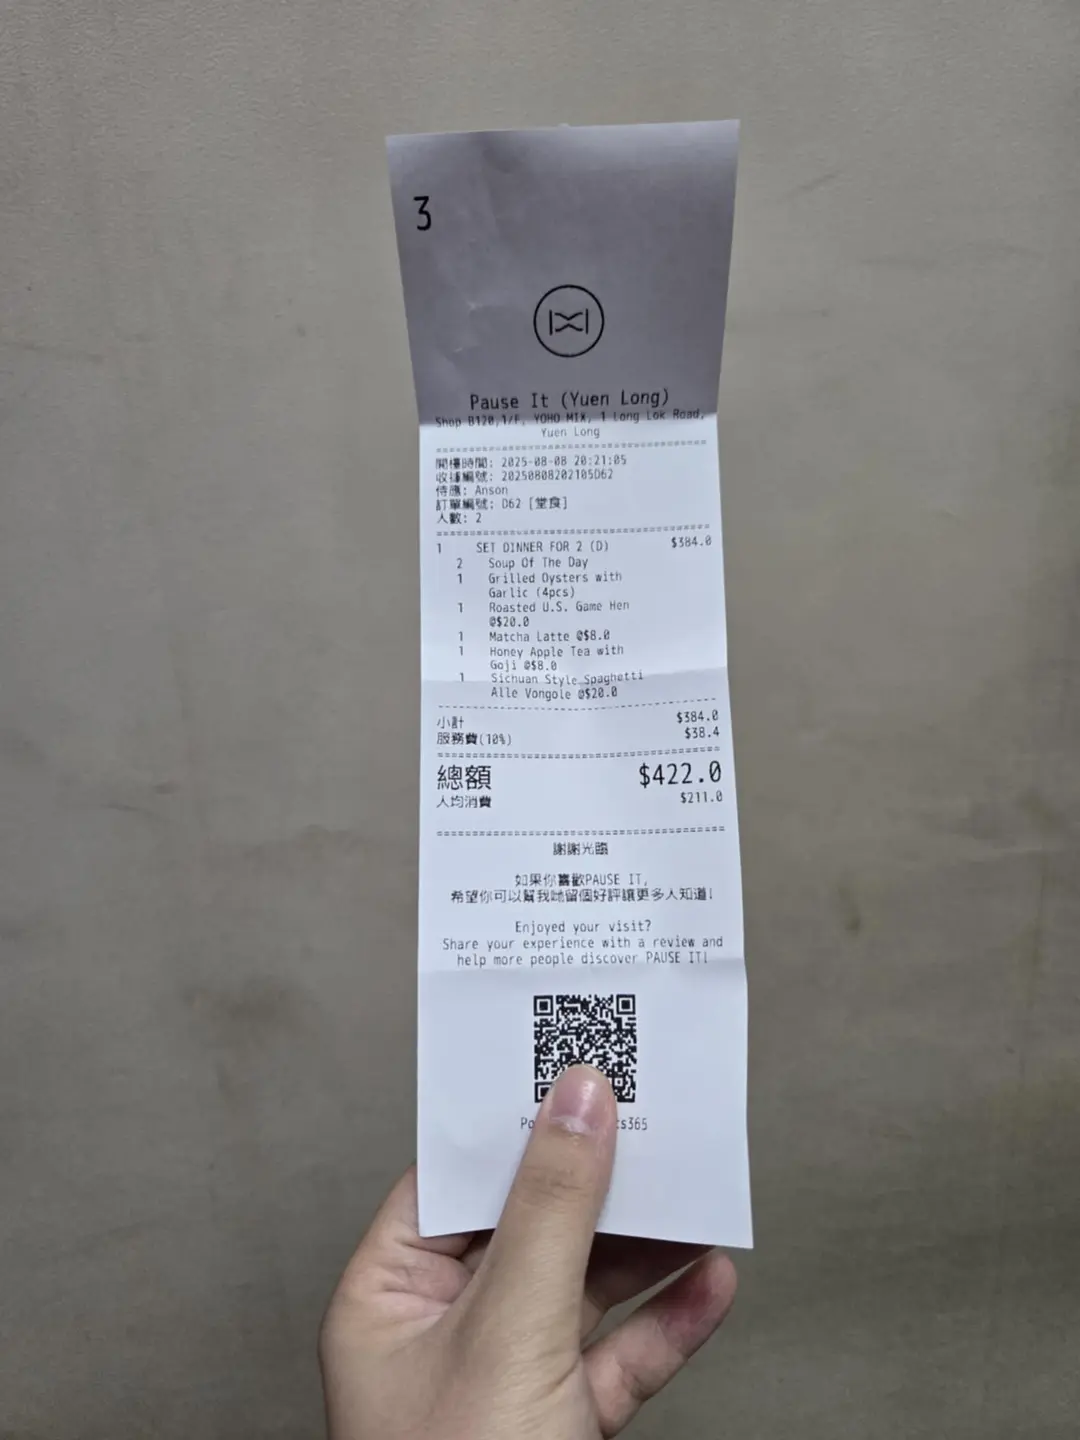 3
Pause It (Yuen Long)
Shop B120,1/F, YOHO MIX, 1 Long Lok Road,
Yuen Long
開檯時間: 2025-08-08 20:21:05
收據編號: 20250808202105D62
侍應: Anson
訂單編號: D62 [堂食]
人數: 2
1 SET DINNER FOR 2 (D) $384.0
2 Soup Of The Day
1 Grilled Oysters with
Garlic (4pcs)
1 Roasted U.S. Game Hen
@$20.0
1 Matcha Latte @$8.0
1 Honey Apple Tea with
Goji @$8.0
1 Sichuan Style Spaghetti
Alle Vongole @$20.0
小計 $384.0
服務費(10%) $38.4
總額 $422.0
人均消費 $211.0
謝謝光臨
如果你喜歡PAUSE IT,
希望你可以幫我哋留個好評讓更多人知道!
Enjoyed your visit?
Share your experience with a review and
help more people discover PAUSE IT!